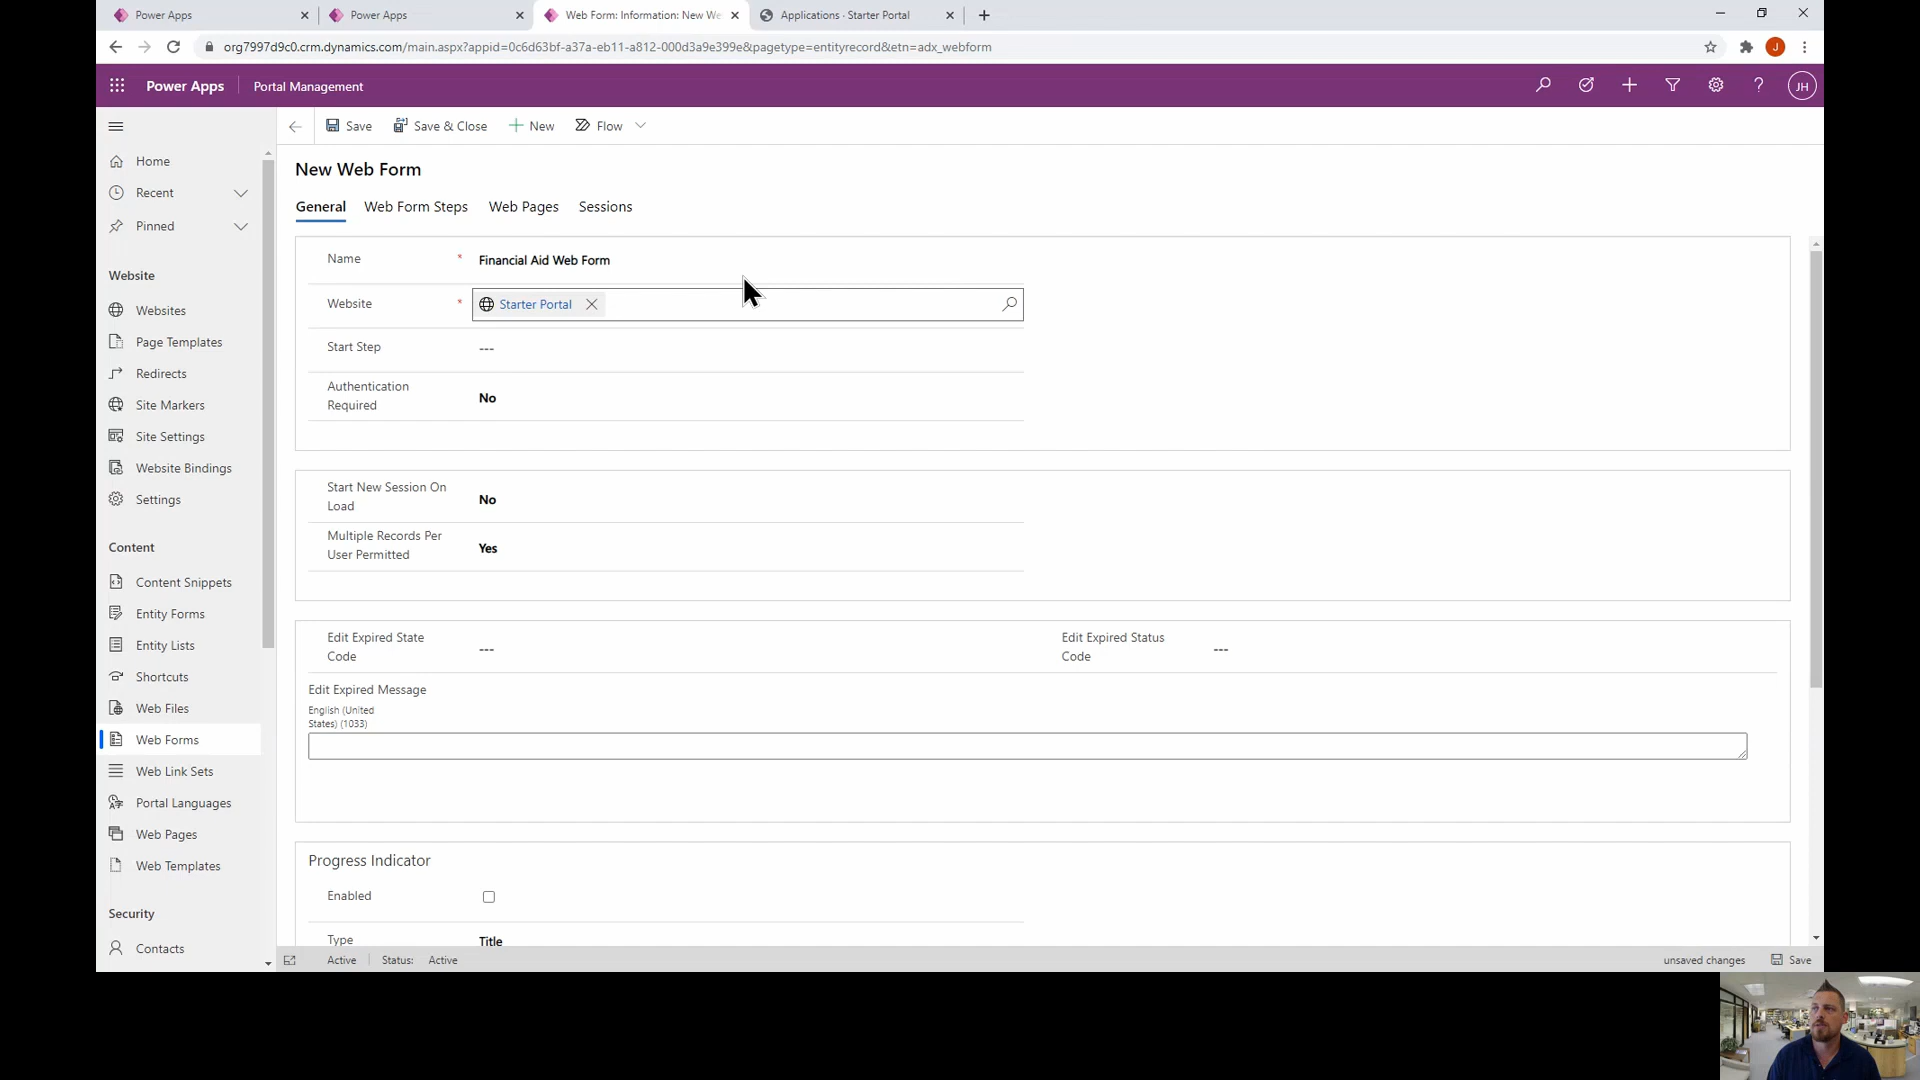 Power Apps
Power Apps
Web Form: Information: New We
Applications · Starter Portal
org7997d9c0.crm.dynamics.com/main.aspx?appid=0c6d63bf-a37a-eb11-a812-000d3a9e399e&pagetype=entityrecord&etn=adx_webform
J
Power Apps
Portal Management
JH
Save
Save & Close
New
Flow
Home
Recent
Pinned
Website
Websites
Page Templates
Redirects
Site Markers
Site Settings
Website Bindings
Settings
Content
Content Snippets
Entity Forms
Entity Lists
Shortcuts
Web Files
Web Forms
Web Link Sets
Portal Languages
Web Pages
Web Templates
Security
Contacts
New Web Form
General Web Form Steps Web Pages Sessions
Name * Financial Aid Web Form
Website * Starter Portal
Start Step ---
Authentication
Required
No
Start New Session On
Load
No
Multiple Records Per
User Permitted
Yes
Edit Expired State
Code
---
Edit Expired Status
Code
---
Edit Expired Message
English (United
States) (1033)
Progress Indicator
Enabled
Type Title
Active Status: Active
unsaved changes Save